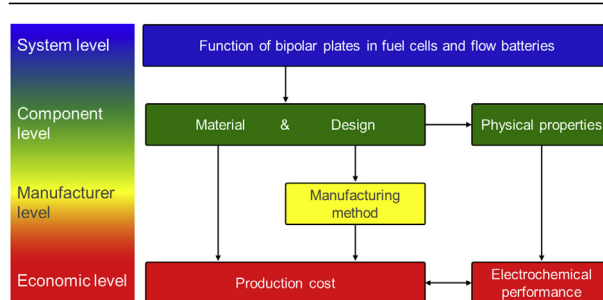 System level
Function of bipolar plates in fuel cells and flow batteries
Component
level
Material & Design
Physical properties
Manufacturer
level
Manufacturing
method
Economic level
Production cost
Electrochemical
performance